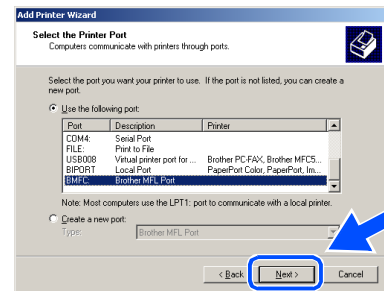 Add Printer Wizard
Select the Printer Port
Computers communicate with printers through ports.
Select the port you want your printer to use. If the port is not listed, you can create a
new port.
Use the following port:
Port Description Printer
COM4: Serial Port
FILE: Print to File
USB008 Virtual printer port for ... Brother PC-FAX, Brother MFC5...
BIPORT Local Port PaperPort Color, PaperPort, Im...
BMFC: Brother MFL Port
Note: Most computers use the LPT1: port to communicate with a local printer.
Create a new port:
Type: Brother MFL Port
< Back Next > Cancel